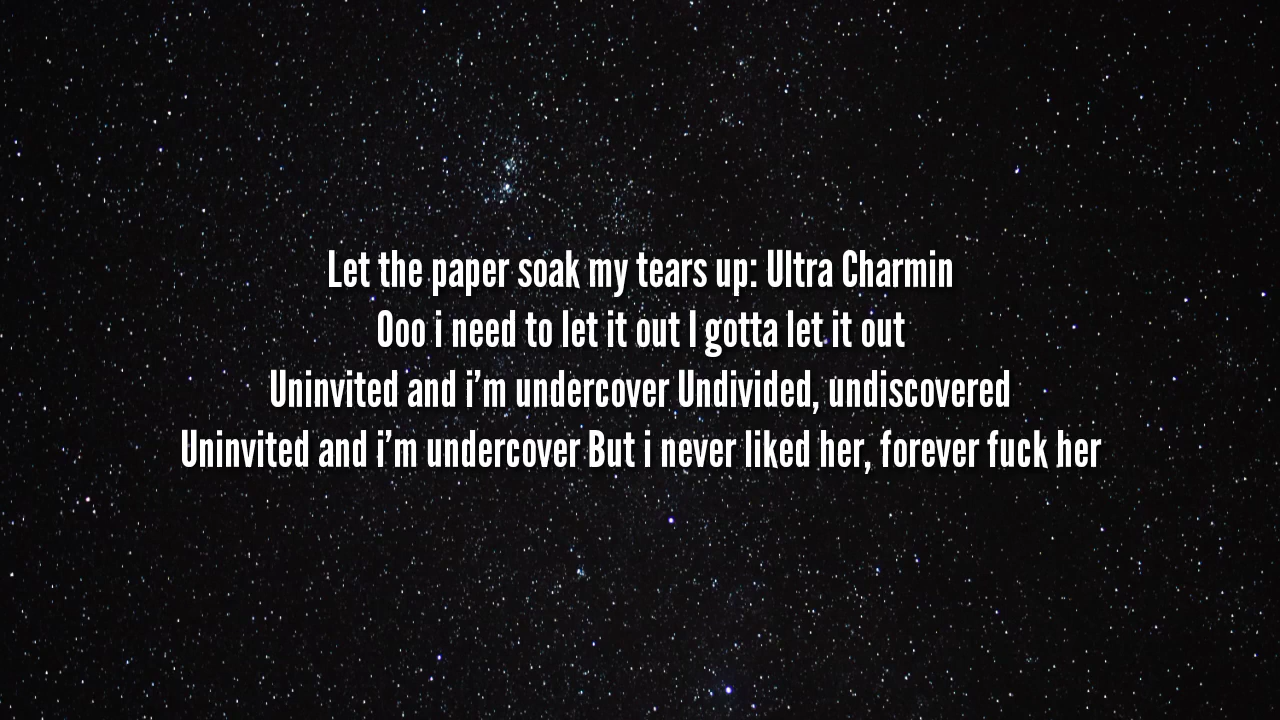 Let the paper soak my tears up: Ultra Charmin
Ooo i need to let it out I gotta let it out
Uninvited and i'm undercover Undivided, undiscovered
Uninvited and i'm undercover But i never liked her, forever fuck her